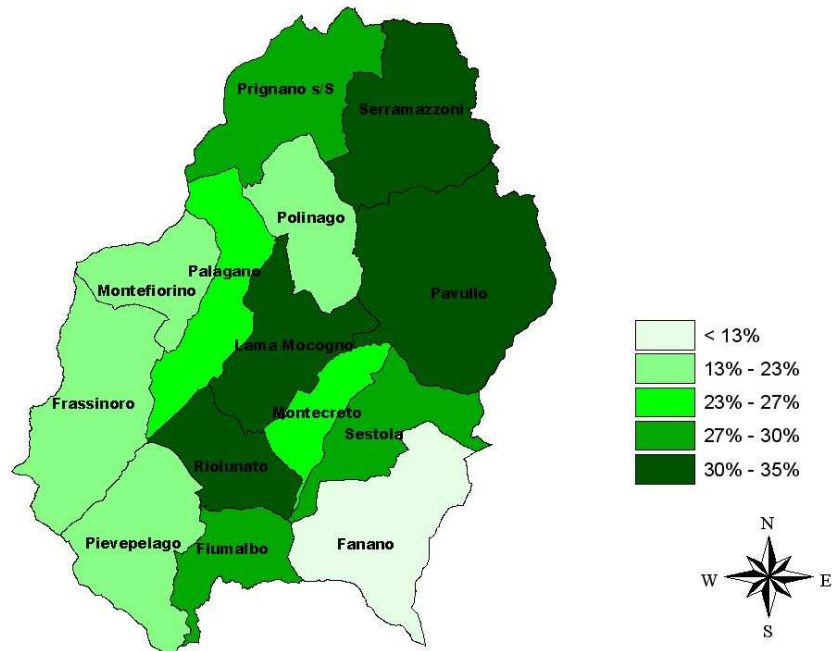 Prignano s/S
Serramazzoni
Polinago
Palagano
Montefiorino
Pavullo
Lama Mocogno
Frassinoro
Montecreto
Sestola
Riolunato
Pievepelago
Fiumalbo
Fanano
< 13%
13% - 23%
23% - 27%
27% - 30%
30% - 35%
N
W E
S